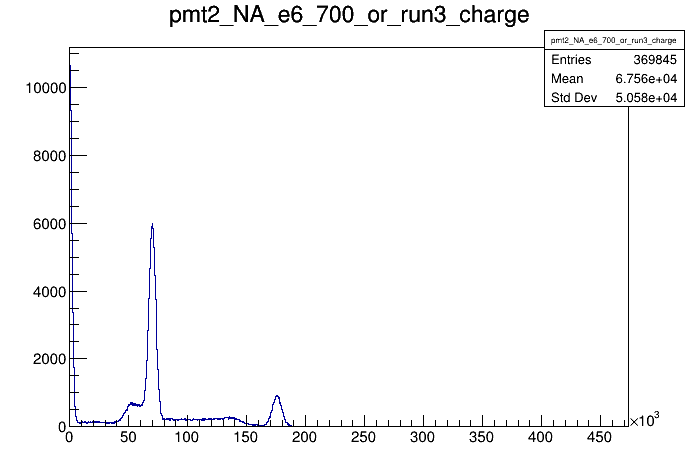 pmt2_NA_e6_700_or_run3_charge
pmt2_NA_e6_700_or_run3_charge
Entries 369845
Mean 6.756e+04
Std Dev 5.058e+04
10000
8000
6000
4000
2000
0
0 50 100 150 200 250 300 350 400 450
×10³